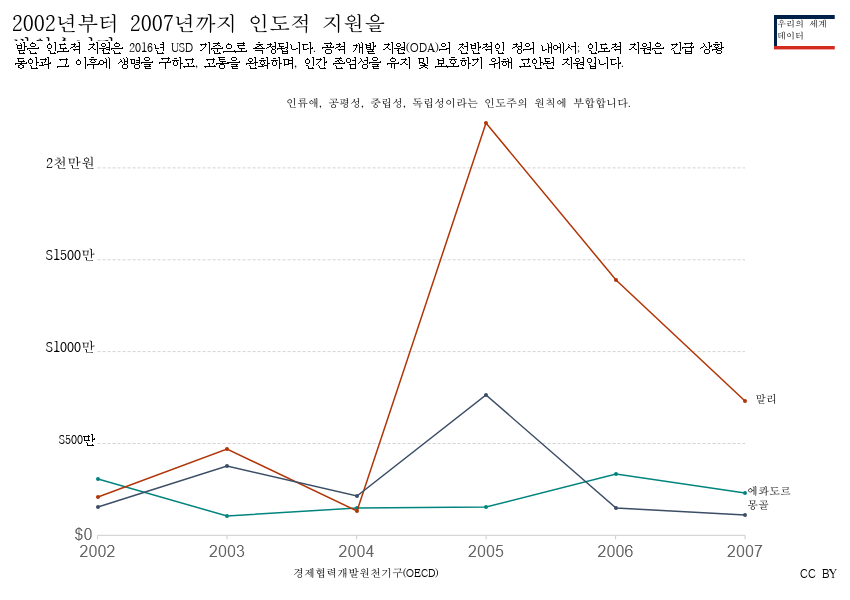 2002년부터 2007년까지 인도적 지원을
받은 인도적 지원은 2016년 USD 기준으로 측정됩니다. 공적 개발 지원(ODA)의 전반적인 정의 내에서; 인도적 지원은 긴급 상황
동안과 그 이후에 생명을 구하고, 고통을 완화하며, 인간 존엄성을 유지 및 보호하기 위해 고안된 지원입니다.
우리의 세계
데이터
인류애, 공평성, 중립성, 독립성이라는 인도주의 원칙에 부합합니다.
2천만원
$1500만
$1000만
$500만
$0
말리
에콰도르
몽골
2002 2003 2004 2005 2006 2007
경제협력개발원천기구(OECD)
CC BY